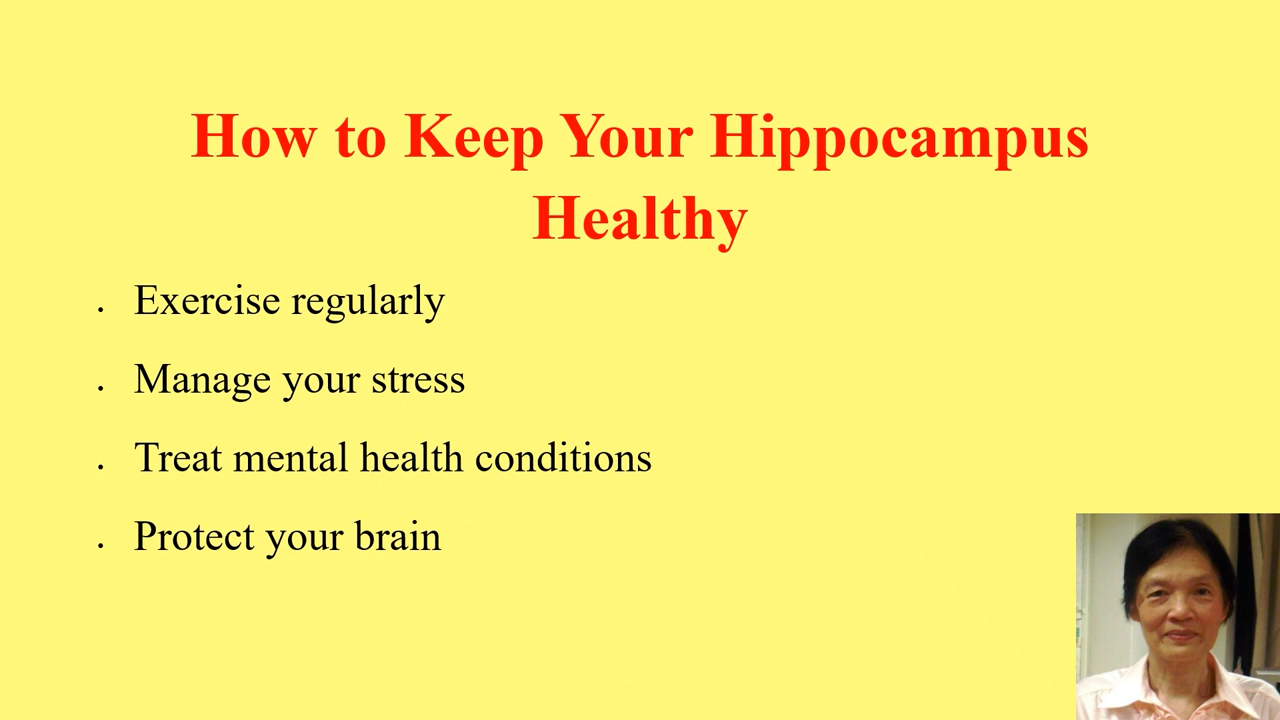 How to Keep Your Hippocampus
Healthy
• Exercise regularly
• Manage your stress
• Treat mental health conditions
• Protect your brain